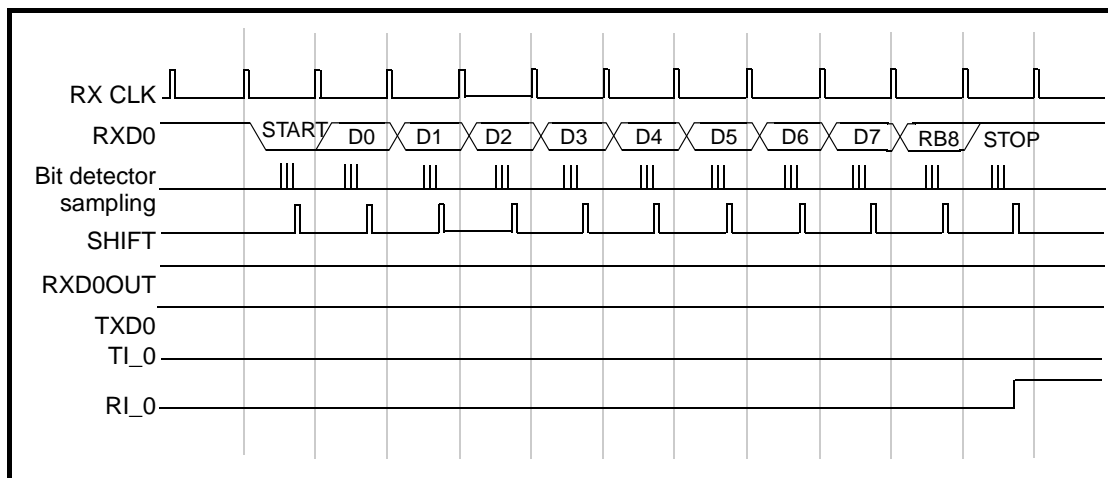 RX CLK
RXD0 START D0 D1 D2 D3 D4 D5 D6 D7 RB8 STOP
Bit detector
sampling
SHIFT
RXD0OUT
TXD0
TI_0
RI_0